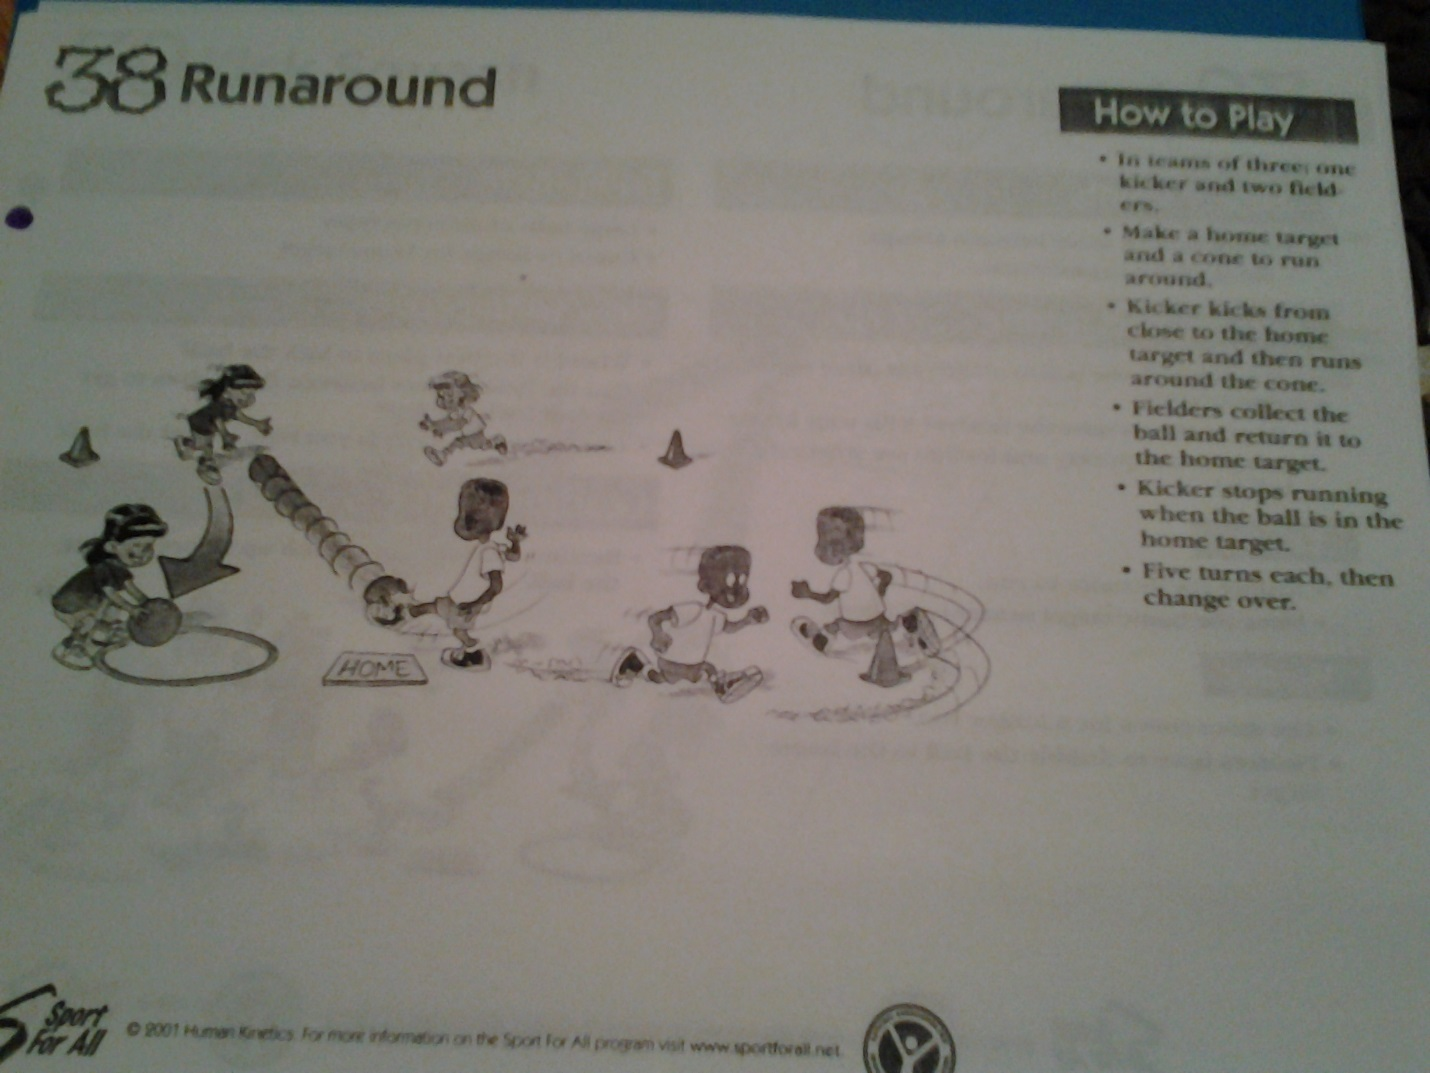 38 Runaround
How to Play
• In teams of three: one
kicker and two field-
ers.
• Make a home target
and a cone to run
around.
• Kicker kicks from
close to the home
target and then runs
around the cone.
• Fielders collect the
ball and return it to
the home target.
• Kicker stops running
when the ball is in the
home target.
• Five turns each, then
change over.
HOME
Sport
For All
© 2001 Human Kinetics. For more information on the Sport For All program visit www.sportforall.net.